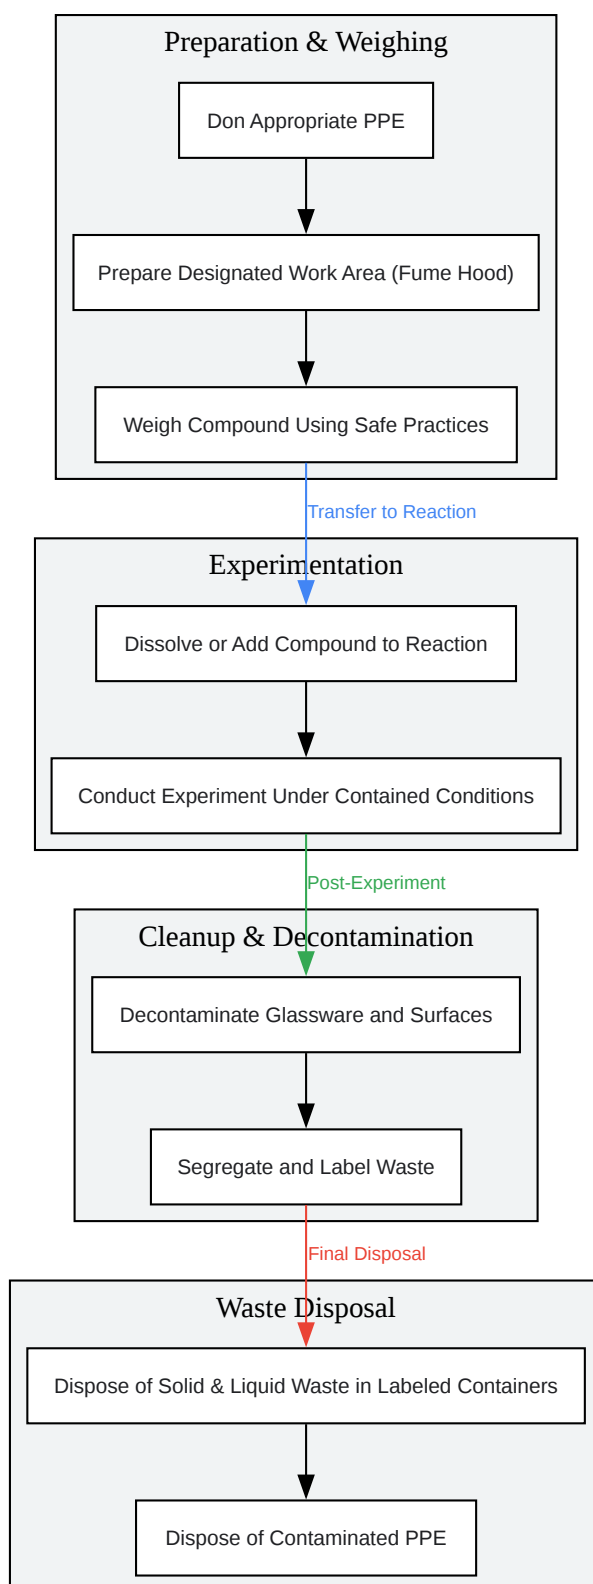 Preparation & Weighing
Don Appropriate PPE
Prepare Designated Work Area (Fume Hood)
Weigh Compound Using Safe Practices
Transfer to Reaction
Experimentation
Dissolve or Add Compound to Reaction
Conduct Experiment Under Contained Conditions
Post-Experiment
Cleanup & Decontamination
Decontaminate Glassware and Surfaces
Segregate and Label Waste
Final Disposal
Waste Disposal
Dispose of Solid & Liquid Waste in Labeled Containers
Dispose of Contaminated PPE